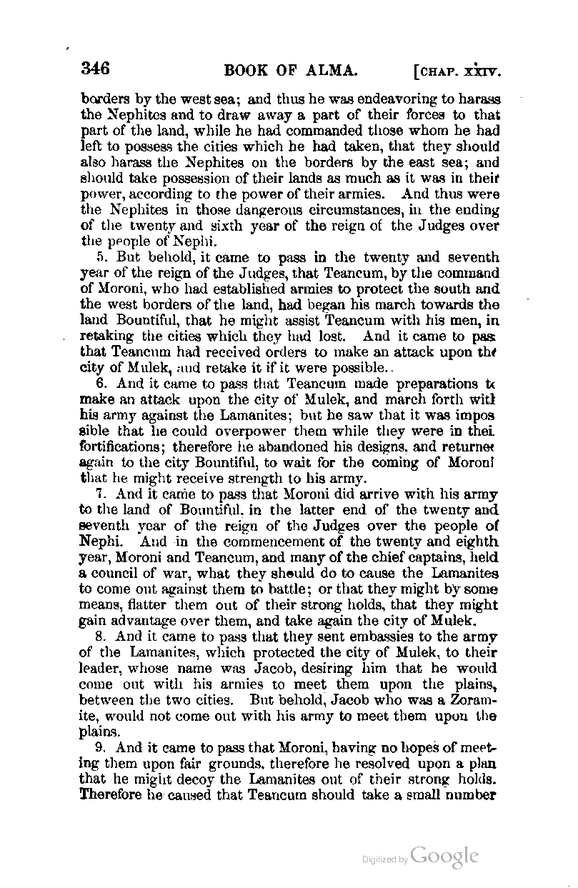 346 BOOK OF ALMA. [CHAP. XXIV.
borders by the west sea; and thus he was endeavoring to harass
the Nephites and to draw away a part of their forces to that
part of the land, while he had commanded those whom he had
left to possess the cities which he had taken, that they should
also harass the Nephites on the borders by the east sea; and
should take possession of their lands as much as it was in their
power, according to the power of their armies. And thus were
the Nephites in those dangerous circumstances, in the ending
of the twenty and sixth year of the reign of the Judges over
the people of Nephi.
5. But behold, it came to pass in the twenty and seventh
year of the reign of the Judges, that Teancum, by the command
of Moroni, who had established armies to protect the south and
the west borders of the land, had began his march towards the
land Bountiful, that he might assist Teancum with his men, in
retaking the cities which they had lost. And it came to pass
that Teancum had received orders to make an attack upon the
city of Mulek, and retake it if it were possible.
6. And it came to pass that Teancum made preparations to
make an attack upon the city of Mulek, and march forth with
his army against the Lamanites; but he saw that it was impos
sible that he could overpower them while they were in thei
fortifications; therefore he abandoned his designs, and returne
again to the city Bountiful, to wait for the coming of Moroni
that he might receive strength to his army.
7. And it came to pass that Moroni did arrive with his army
to the land of Bountiful. in the latter end of the twenty and
seventh year of the reign of the Judges over the people of
Nephi. And in the commencement of the twenty and eighth
year, Moroni and Teancum, and many of the chief captains, held
a council of war, what they should do to cause the Lamanites
to come out against them to battle; or that they might by some
means, flatter them out of their strong holds, that they might
gain advantage over them, and take again the city of Mulek.
8. And it came to pass that they sent embassies to the army
of the Lamanites, which protected the city of Mulek, to their
leader, whose name was Jacob, desiring him that he would
come out with his armies to meet them upon the plains,
between the two cities. But behold, Jacob who was a Zoram-
ite, would not come out with his army to meet them upon the
plains.
9. And it came to pass that Moroni, having no hopes of meet-
ing them upon fair grounds, therefore he resolved upon a plan
that he might decoy the Lamanites out of their strong holds.
Therefore he caused that Teancum should take a small number
Digitized by Google